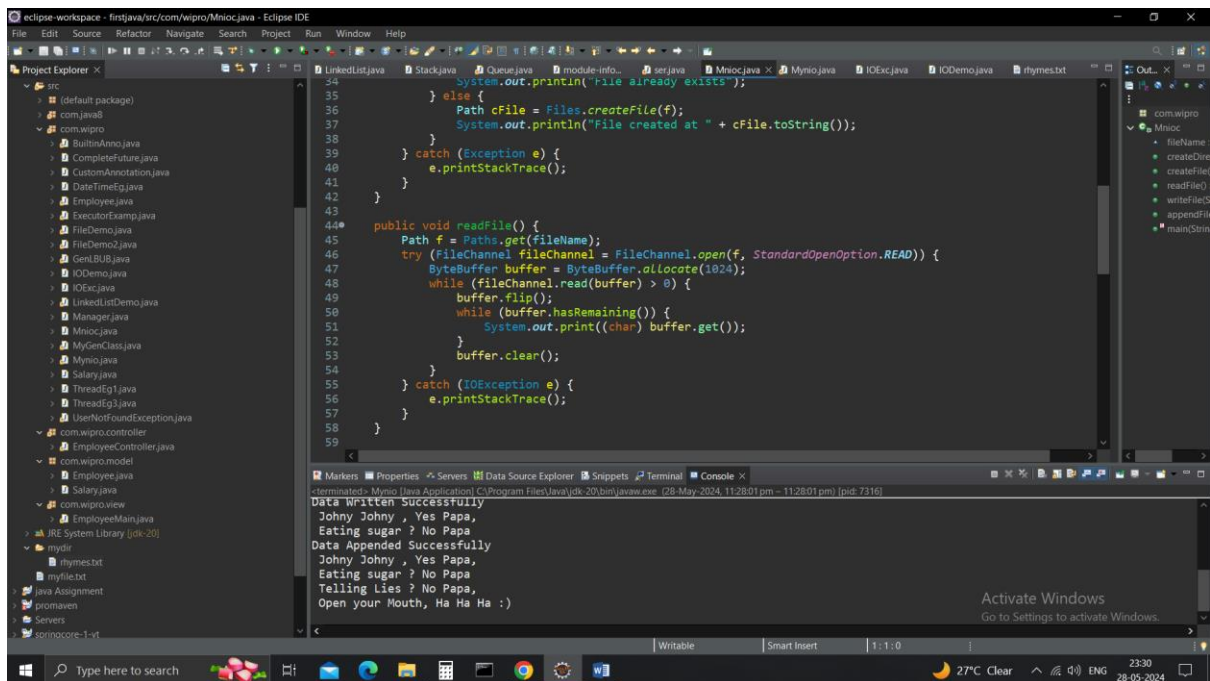 eclipse-workspace - firstjava/src/com/wipro/Mnioc.java - Eclipse IDE
File Edit Source Refactor Navigate Search Project Run Window Help
Project Explorer
src
(default package)
com.java8
com.wipro
BuiltinAnno.java
CompleteFuture.java
CustomAnnotation.java
DateTimeEg.java
Employee.java
ExecutorExamp.java
FileDemo.java
FileDemo2.java
GenLBUB.java
IODemo.java
IOExc.java
LinkedListDemo.java
Manager.java
Mnioc.java
MyGenClass.java
Mynio.java
Salary.java
ThreadEg1.java
ThreadEg3.java
UserNotFoundException.java
com.wipro.controller
EmployeeController.java
com.wipro.model
Employee.java
Salary.java
com.wipro.view
EmployeeMain.java
JRE System Library [jdk-20]
mydir
rhymes.txt
myfile.txt
java Assignment
promaven
Servers
springcore-1-vt
LinkedList.java Stack.java Queue.java module-info... ser.java Mnioc.java Mynio.java IOExc.java IODemo.java rhymes.txt
34 System.out.println("File already exists");
35 } else {
36 Path cFile = Files.createFile(f);
37 System.out.println("File created at " + cFile.toString());
38 }
39 } catch (Exception e) {
40 e.printStackTrace();
41 }
42 }
43
44 public void readFile() {
45 Path f = Paths.get(fileName);
46 try (FileChannel fileChannel = FileChannel.open(f, StandardOpenOption.READ)) {
47 ByteBuffer buffer = ByteBuffer.allocate(1024);
48 while (fileChannel.read(buffer) > 0) {
49 buffer.flip();
50 while (buffer.hasRemaining()) {
51 System.out.print((char) buffer.get());
52 }
53 buffer.clear();
54 }
55 } catch (IOException e) {
56 e.printStackTrace();
57 }
58 }
59
Out...
com.wipro
Mnioc
fileName :
createDire
createFile(
readFile()
writeFile(S
appendFil
main(Strin
Markers Properties Servers Data Source Explorer Snippets Terminal Console
<terminated> Mynio [Java Application] C:\Program Files\Java\jdk-20\bin\javaw.exe (28-May-2024, 11:28:01 pm – 11:28:01 pm) [pid: 7316]
Data Written Successfully
Johny Johny , Yes Papa,
Eating sugar ? No Papa
Data Appended Successfully
Johny Johny , Yes Papa,
Eating sugar ? No Papa
Telling Lies ? No Papa,
Open your Mouth, Ha Ha Ha :)
Activate Windows
Go to Settings to activate Windows.
Writable Smart Insert 1:1:0
Type here to search
27°C Clear ENG 23:30
28-05-2024